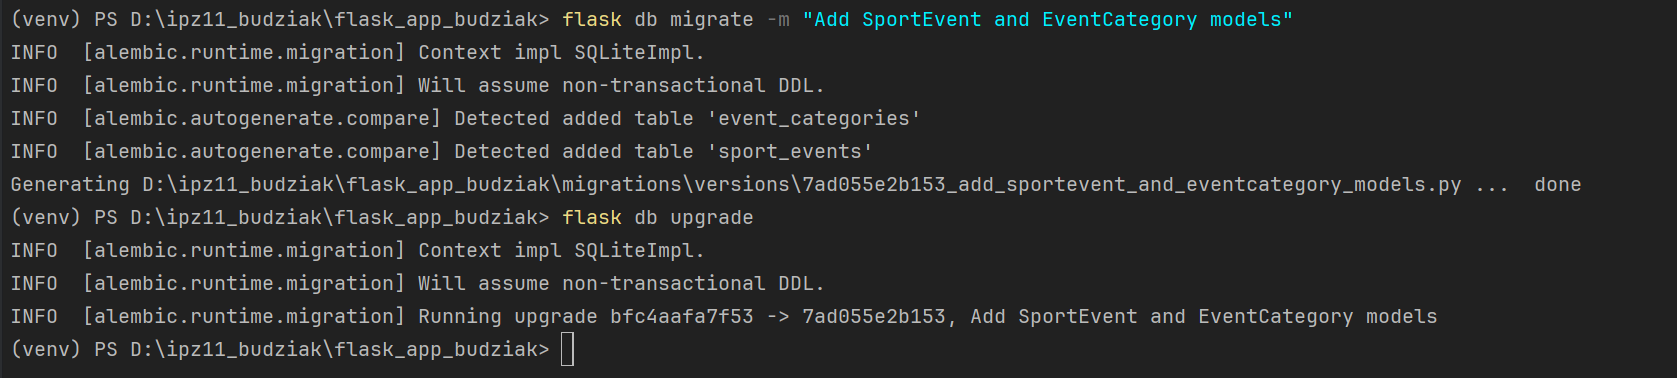 (venv) PS D:\ipz11_budziak\flask_app_budziak> flask db migrate -m "Add SportEvent and EventCategory models"
INFO  [alembic.runtime.migration] Context impl SQLiteImpl.
INFO  [alembic.runtime.migration] Will assume non-transactional DDL.
INFO  [alembic.autogenerate.compare] Detected added table 'event_categories'
INFO  [alembic.autogenerate.compare] Detected added table 'sport_events'
Generating D:\ipz11_budziak\flask_app_budziak\migrations\versions\7ad055e2b153_add_sportevent_and_eventcategory_models.py ...  done
(venv) PS D:\ipz11_budziak\flask_app_budziak> flask db upgrade
INFO  [alembic.runtime.migration] Context impl SQLiteImpl.
INFO  [alembic.runtime.migration] Will assume non-transactional DDL.
INFO  [alembic.runtime.migration] Running upgrade bfc4aafa7f53 -> 7ad055e2b153, Add SportEvent and EventCategory models
(venv) PS D:\ipz11_budziak\flask_app_budziak>